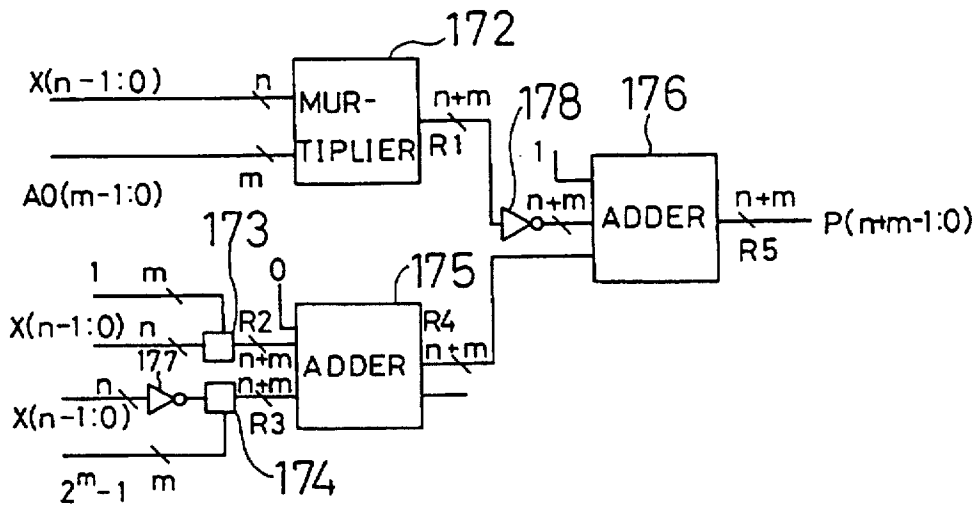 172
X(n-1:0)
n
MUR-
TIPLIER
n+m
R1
m
A0(m-1:0)
178
176
1
n+m
ADDER
n+m
R5
P(n+m-1:0)
173
1
m
0
175
X(n-1:0)
n
R2
n+m
ADDER
R4
n+m
177
n
n+m
R3
X(n-1:0)
2^m-1
m
174